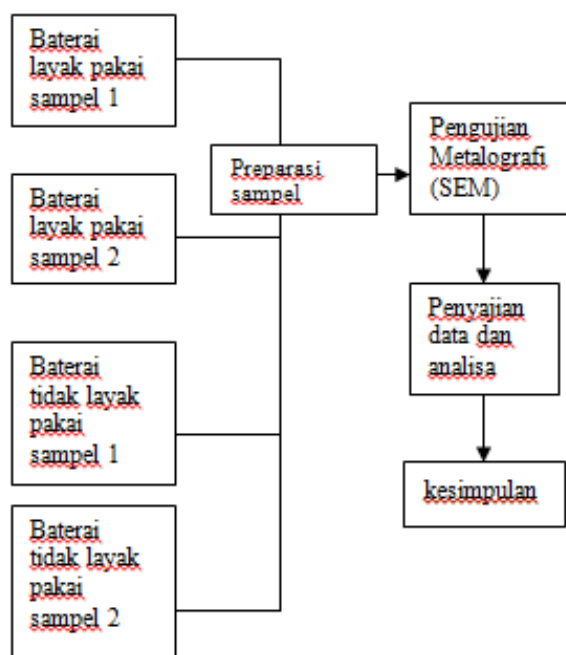 Baterai
layak pakai
sampel 1
Baterai
layak pakai
sampel 2
Baterai
tidak layak
pakai
sampel 1
Baterai
tidak layak
pakai
sampel 2
Preparasi
sampel
Pengujian
Metalografi
(SEM)
Penyajian
data dan
analisa
kesimpulan